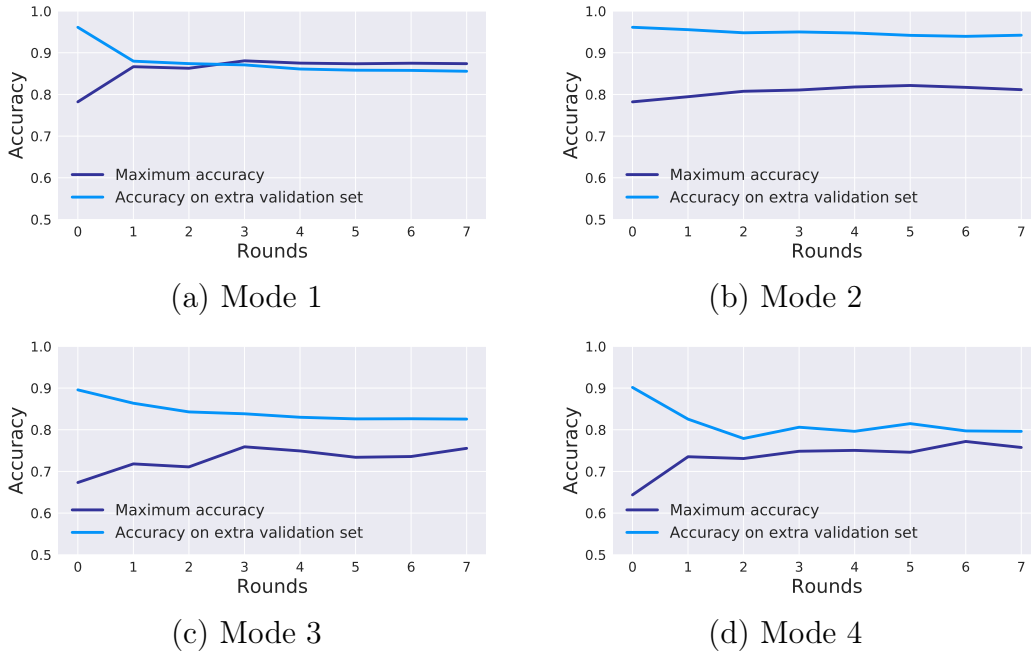 1.0
0.9
0.8
0.7
0.6
0.5
Accuracy
Maximum accuracy
Accuracy on extra validation set
0 1 2 3 4 5 6 7
Rounds
(a) Mode 1
1.0
0.9
0.8
0.7
0.6
0.5
Accuracy
Maximum accuracy
Accuracy on extra validation set
0 1 2 3 4 5 6 7
Rounds
(b) Mode 2
1.0
0.9
0.8
0.7
0.6
0.5
Accuracy
Maximum accuracy
Accuracy on extra validation set
0 1 2 3 4 5 6 7
Rounds
(c) Mode 3
1.0
0.9
0.8
0.7
0.6
0.5
Accuracy
Maximum accuracy
Accuracy on extra validation set
0 1 2 3 4 5 6 7
Rounds
(d) Mode 4